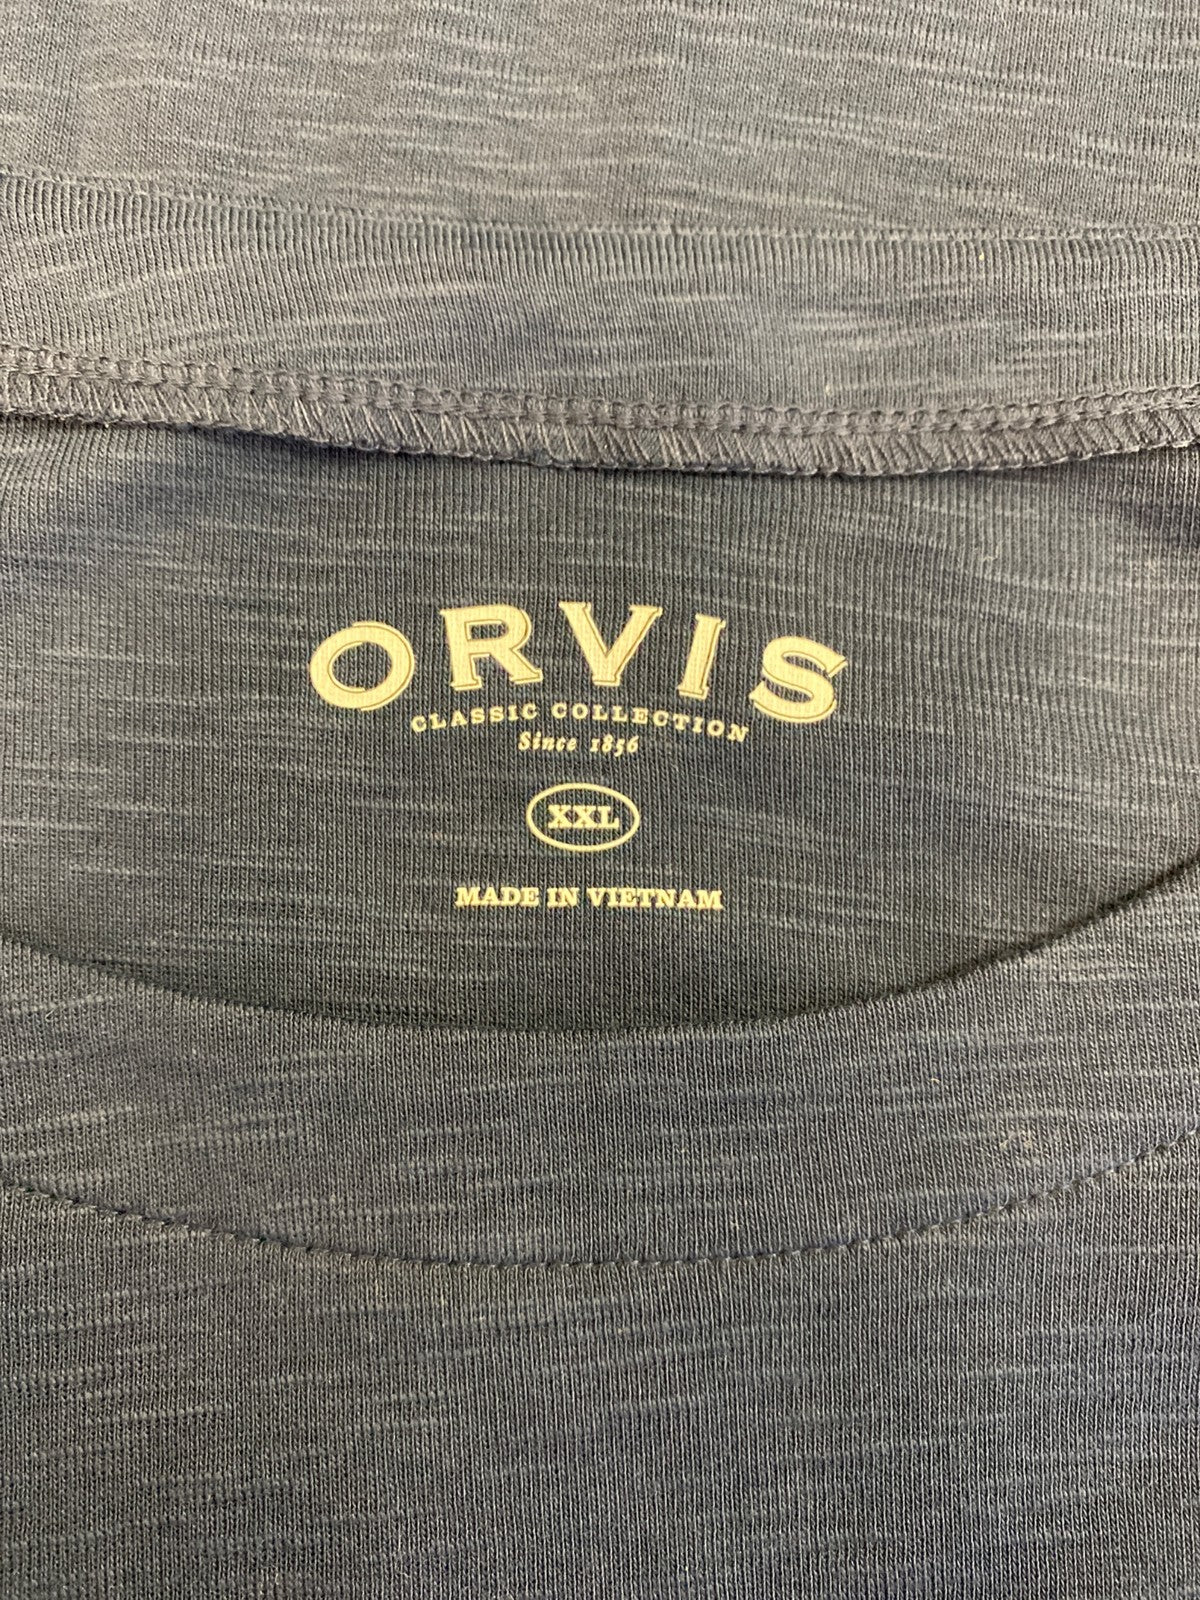 ORVIS
CLASSIC COLLECTION
Since 1856
XXL
MADE IN VIETNAM